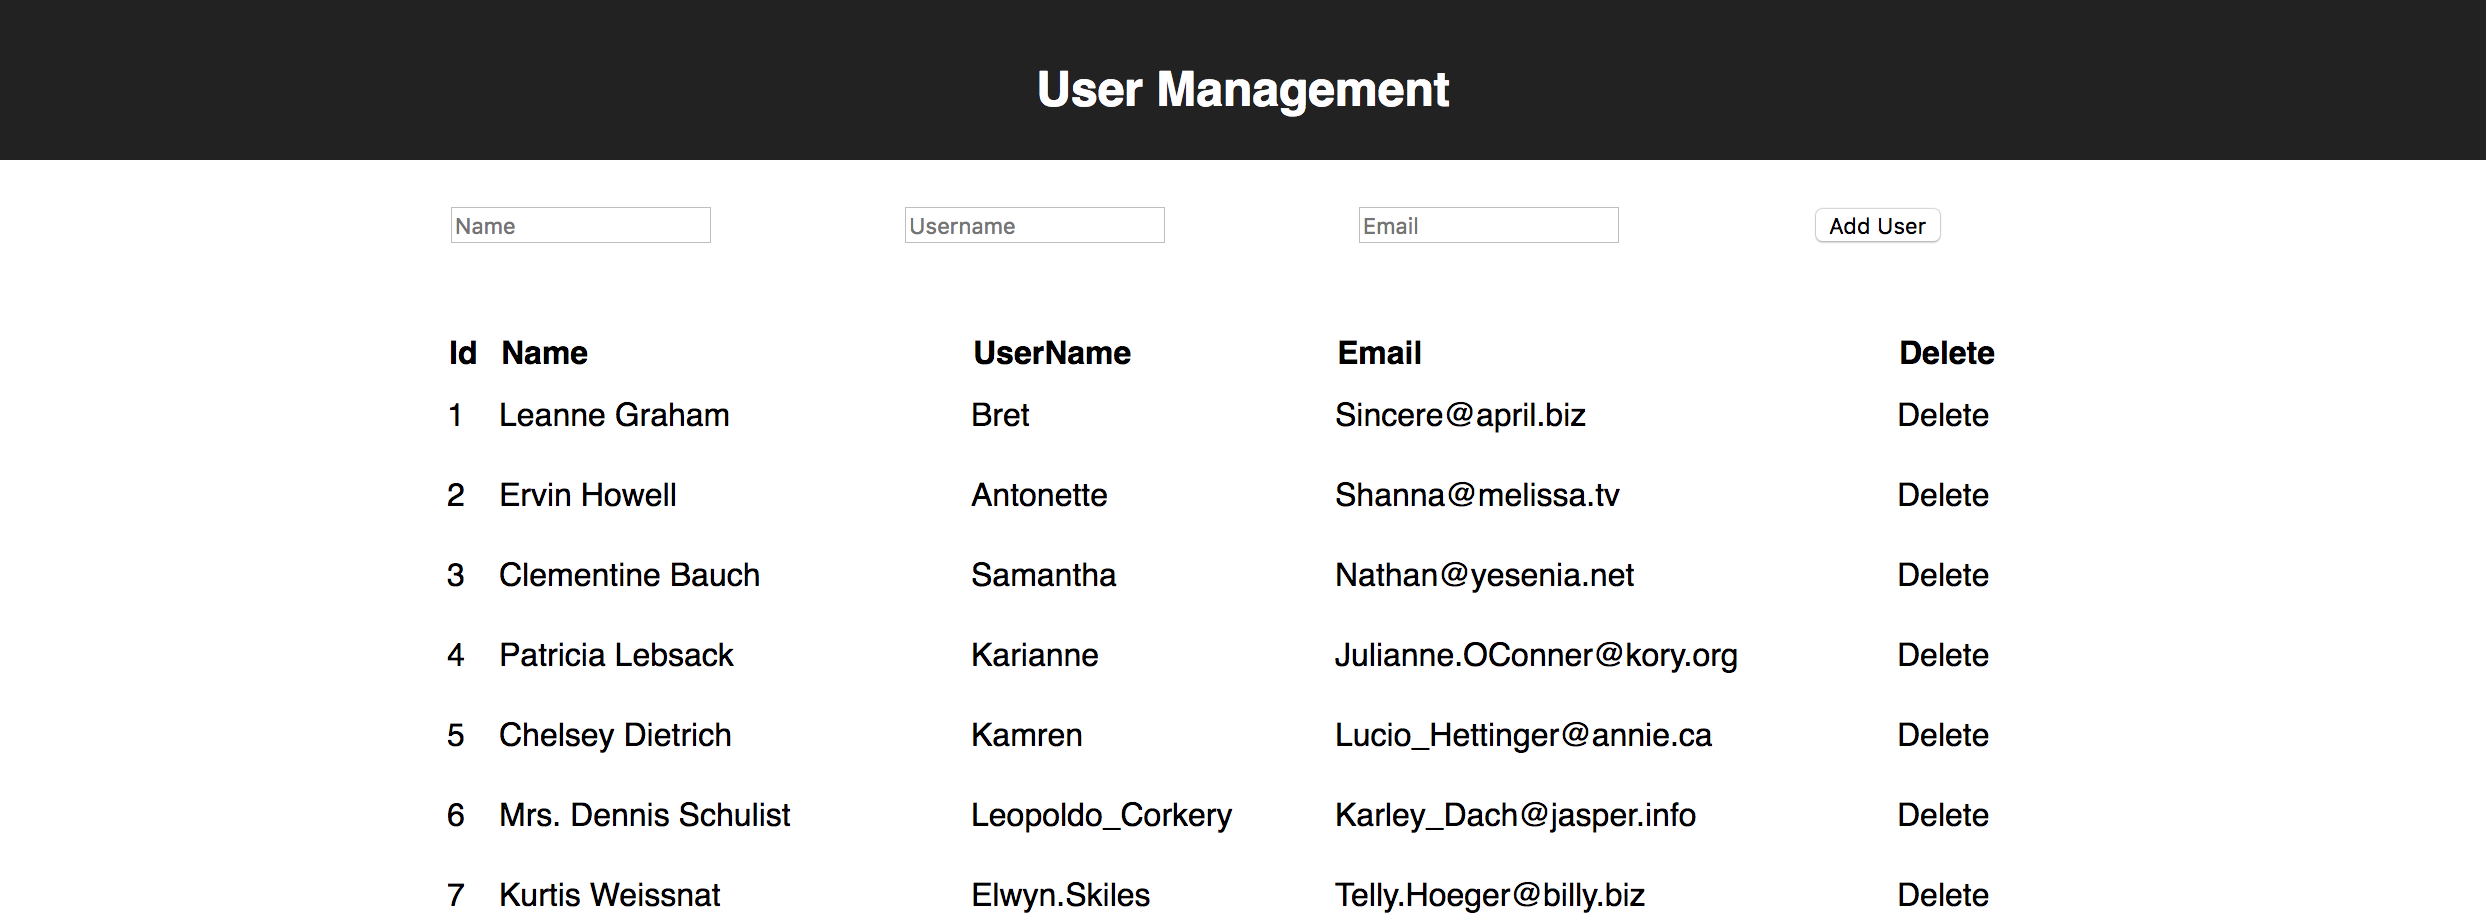 User Management
Name Username Email Add User
Id Name UserName Email Delete
1 Leanne Graham Bret Sincere@april.biz Delete
2 Ervin Howell Antonette Shanna@melissa.tv Delete
3 Clementine Bauch Samantha Nathan@yesenia.net Delete
4 Patricia Lebsack Karianne Julianne.OConner@kory.org Delete
5 Chelsey Dietrich Kamren Lucio_Hettinger@annie.ca Delete
6 Mrs. Dennis Schulist Leopoldo_Corkery Karley_Dach@jasper.info Delete
7 Kurtis Weissnat Elwyn.Skiles Telly.Hoeger@billy.biz Delete